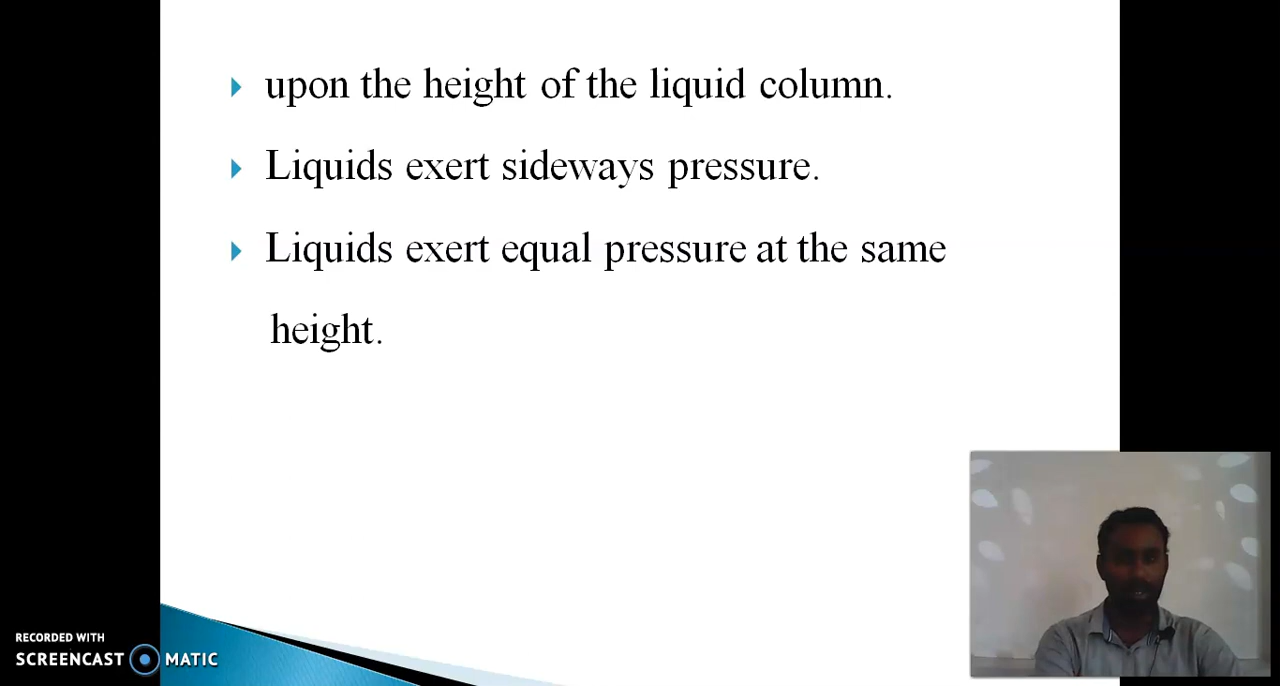 upon the height of the liquid column.
Liquids exert sideways pressure.
Liquids exert equal pressure at the same
height.
RECORDED WITH
SCREENCAST MATIC